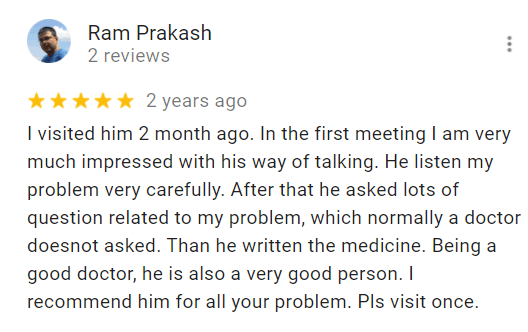 Ram Prakash
2 reviews
2 years ago
I visited him 2 month ago. In the first meeting I am very
much impressed with his way of talking. He listen my
problem very carefully. After that he asked lots of
question related to my problem, which normally a doctor
doesnot asked. Than he written the medicine. Being a
good doctor, he is also a very good person. I
recommend him for all your problem. Pls visit once.